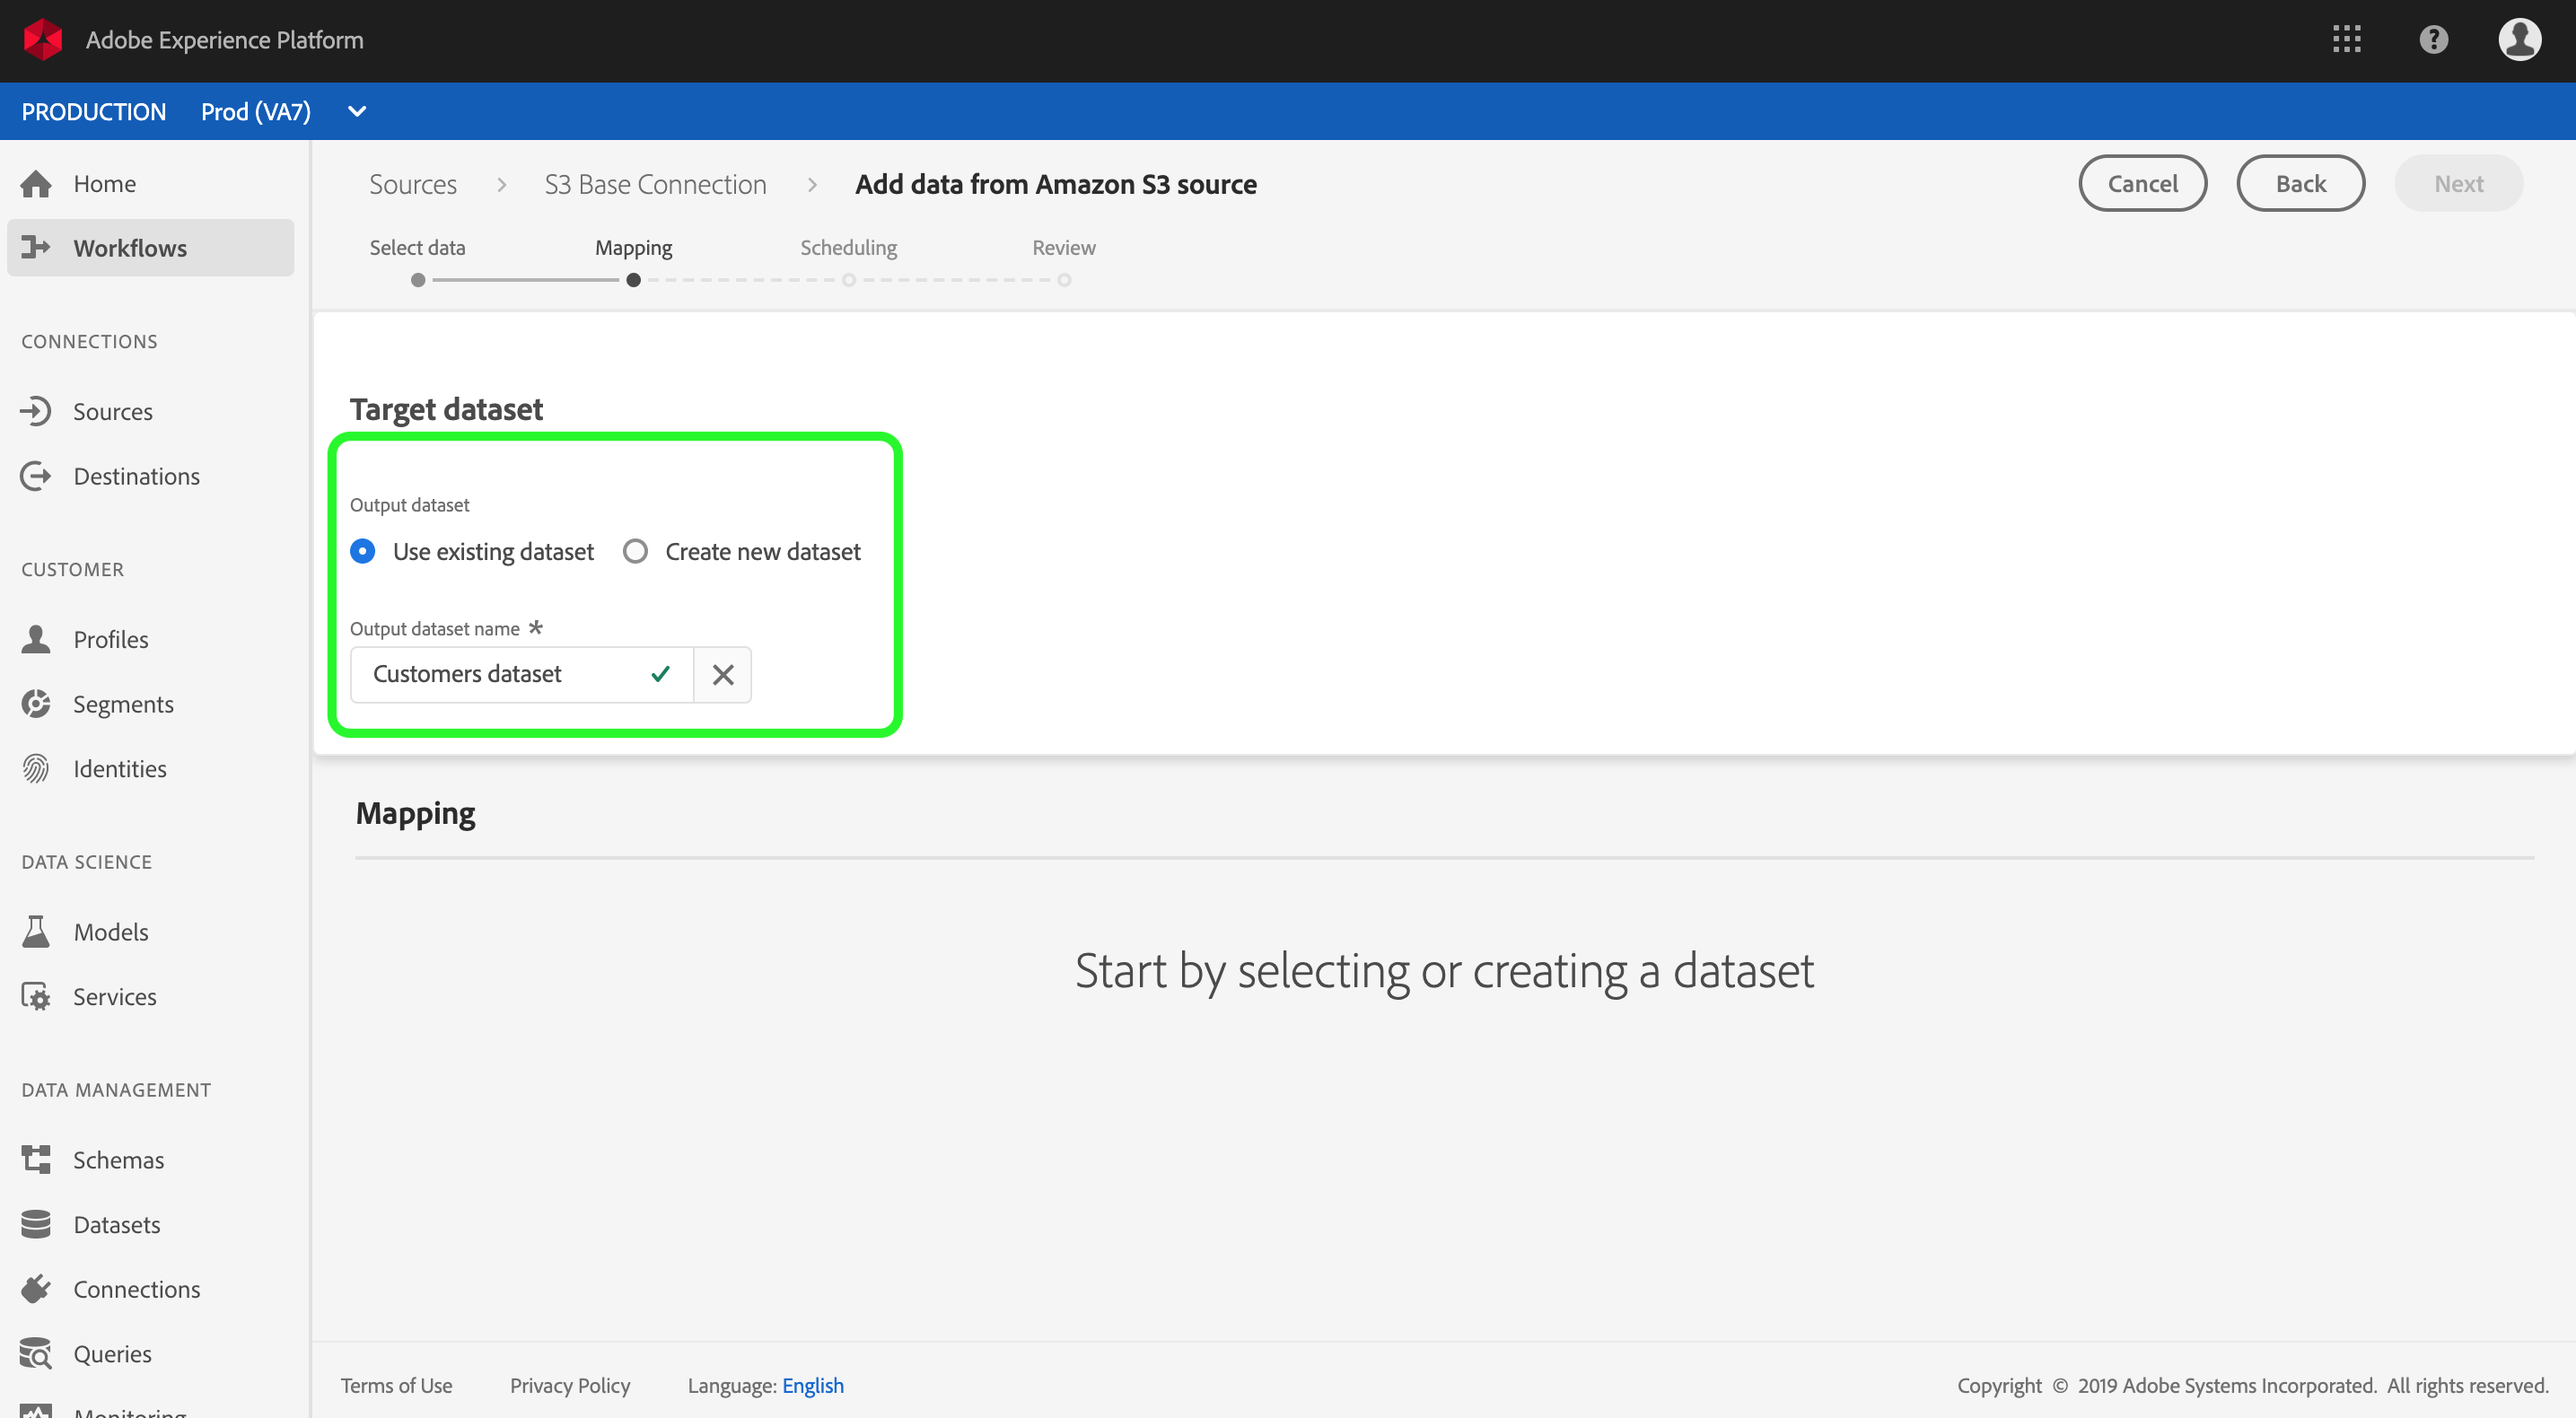 Adobe Experience Platform
PRODUCTION Prod (VA7)
Home
Workflows
CONNECTIONS
Sources
Destinations
CUSTOMER
Profiles
Segments
Identities
DATA SCIENCE
Models
Services
DATA MANAGEMENT
Schemas
Datasets
Connections
Queries
Monitoring
Sources > S3 Base Connection > Add data from Amazon S3 source
Cancel Back Next
Select data Mapping Scheduling Review
Target dataset
Output dataset
Use existing dataset Create new dataset
Output dataset name *
Customers dataset
Mapping
Start by selecting or creating a dataset
Terms of Use Privacy Policy Language: English
Copyright © 2019 Adobe Systems Incorporated. All rights reserved.